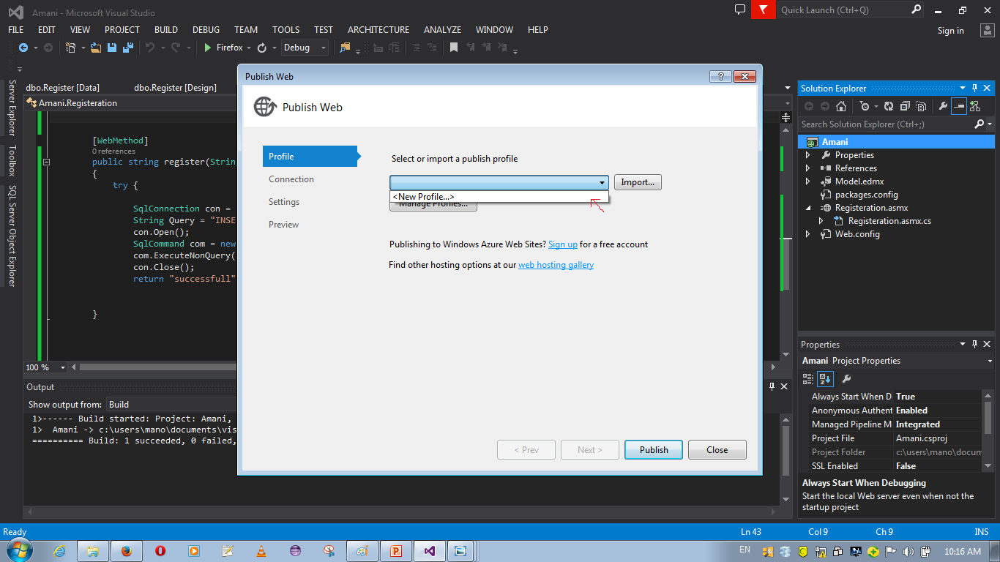 Amani - Microsoft Visual Studio
Quick Launch (Ctrl+Q)
FILE EDIT VIEW PROJECT BUILD DEBUG TEAM TOOLS TEST ARCHITECTURE ANALYZE WINDOW HELP
Sign in
Firefox
Debug
Server Explorer
Toolbox
SQL Server Object Explorer
dbo.Register [Data]
dbo.Register [Design]
Amani.Registeration
[WebMethod]
0 references
public string register(Strin
{
try {
SqlConnection con =
String Query = "INSE
con.Open();
SqlCommand com = new
com.ExecuteNonQuery(
con.Close();
return "successfull"
}
100 %
Output
Show output from: Build
1>------ Build started: Project: Amani,
1> Amani -> c:\users\mano\documents\vis
========== Build: 1 succeeded, 0 failed,
Publish Web
?
Publish Web
Profile
Connection
Settings
Preview
Select or import a publish profile
Import...
<New Profile...>
Manage Profiles...
Publishing to Windows Azure Web Sites? Sign up for a free account
Find other hosting options at our web hosting gallery
< Prev
Next >
Publish
Close
Solution Explorer
Search Solution Explorer (Ctrl+;)
Amani
Properties
References
Model.edmx
packages.config
Registeration.asmx
Registeration.asmx.cs
Web.config
Properties
Amani Project Properties
Always Start When D True
Anonymous Authent Enabled
Managed Pipeline M Integrated
Project File Amani.csproj
Project Folder c:\users\mano\docum
SSL Enabled False
Always Start When Debugging
Start the local Web server even when not the
startup project
Ready
Ln 43
Col 9
Ch 9
INS
EN
10:16 AM